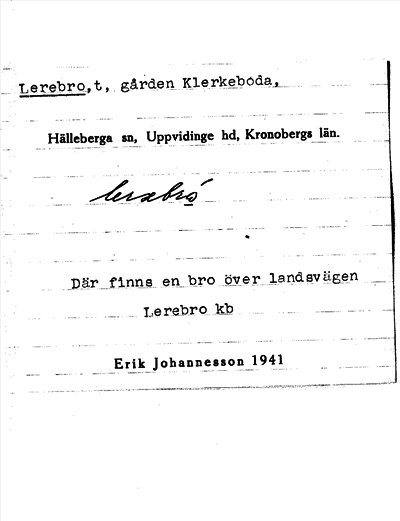 Lerebro,t, gården Klerkeboda,
Hälleberga sn, Uppvidinge hd, Kronobergs län.
Där finns en bro över landsvägen
Lerebro kb
Erik Johannesson 1941